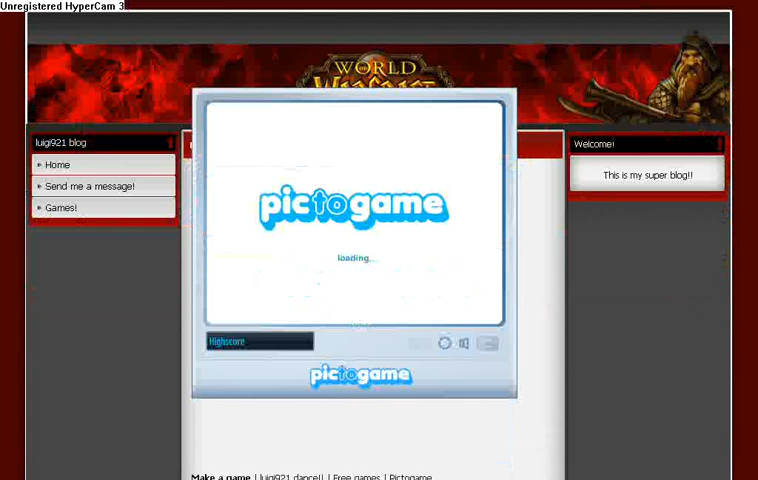 Unregistered HyperCam 3
WORLD
WARCRAFT
luigi921 blog
» Home
» Send me a message!
» Games!
Welcome!
This is my super blog!!
pictogame
loading...
Highscore
pictogame
Make a game | luigi921 dance!! | Free games | Pictogame